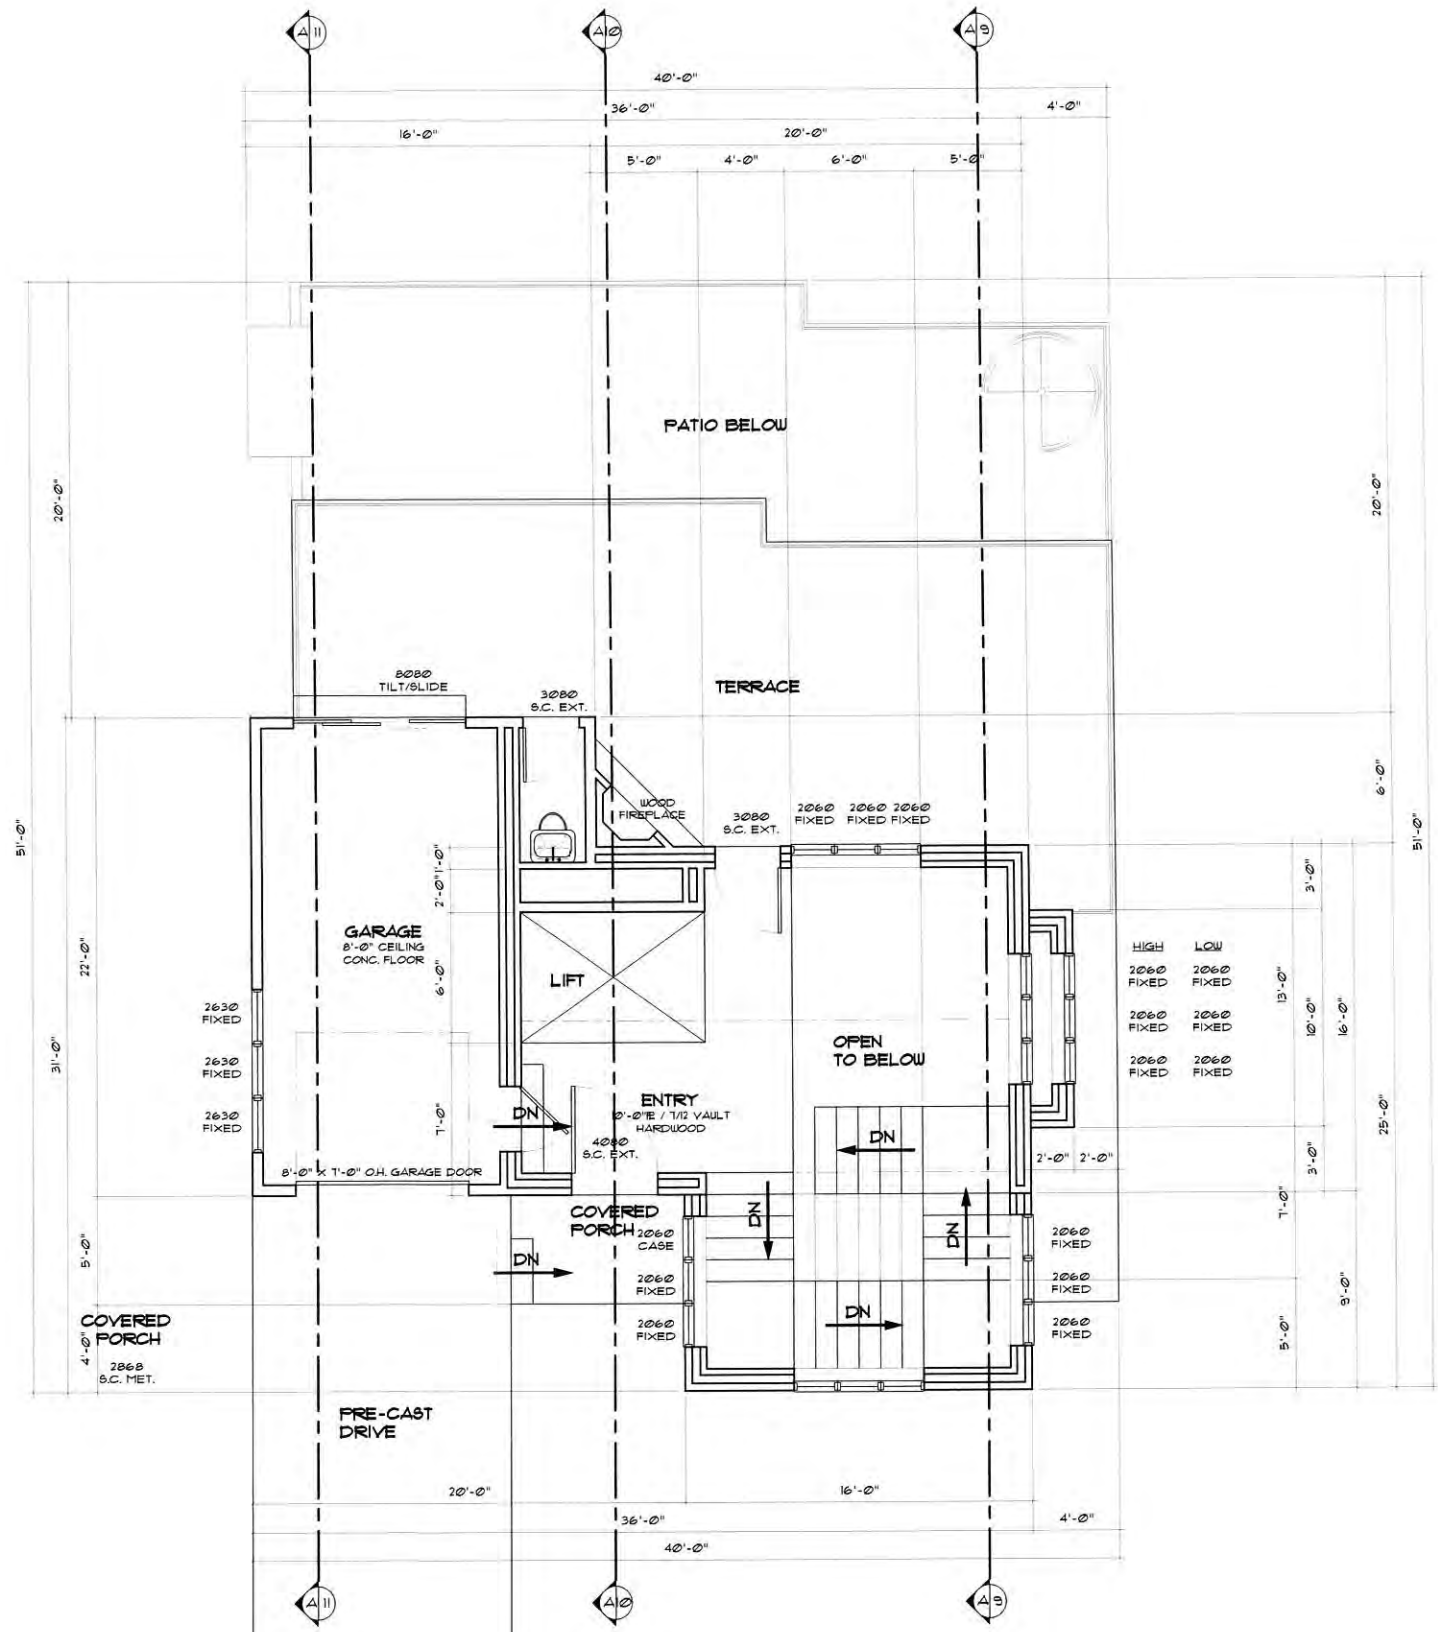 A 11
A 10
A 9
40'-0"
36'-0"
4'-0"
16'-0"
20'-0"
5'-0"
4'-0"
6'-0"
5'-0"
PATIO BELOW
20'-0"
20'-0"
8080
TILT/SLIDE
3080
S.C. EXT.
TERRACE
WOOD
FIREPLACE
3080
S.C. EXT.
2060
FIXED
2060
FIXED
2060
FIXED
6'-0"
51'-0"
51'-0"
1'-0"
2'-0"
3'-0"
GARAGE
8'-0" CEILING
CONC. FLOOR
22'-0"
6'-0"
LIFT
HIGH LOW
2060 2060
FIXED FIXED
2060 2060
FIXED FIXED
2060 2060
FIXED FIXED
13'-0"
10'-0"
16'-0"
2630
FIXED
2630
FIXED
2630
FIXED
OPEN
TO BELOW
31'-0"
7'-0"
DN
ENTRY
/ 7/12 VAULT
HARDWOOD
4080
S.C. EXT.
DN
25'-0"
2'-0" 2'-0"
3'-0"
8'-0" X 7'-0" O.H. GARAGE DOOR
7'-0"
COVERED
PORCH
2060
CASE
2060
FIXED
2060
FIXED
DN
DN
DN
DN
2060
FIXED
2060
FIXED
2060
FIXED
5'-0"
9'-0"
5'-0"
COVERED
PORCH
4'-0"
2868
S.C. MET.
PRE-CAST
DRIVE
20'-0"
16'-0"
36'-0"
4'-0"
40'-0"
A 11
A 10
A 9